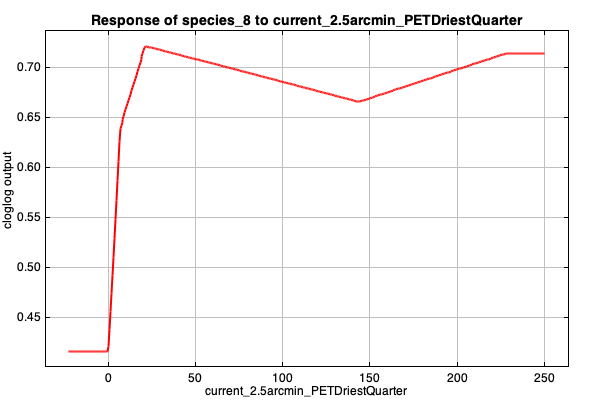 Response of species_8 to current_2.5arcmin_PETDriestQuarter
cloglog output
0.70
0.65
0.60
0.55
0.50
0.45
0 50 100 150 200 250
current_2.5arcmin_PETDriestQuarter